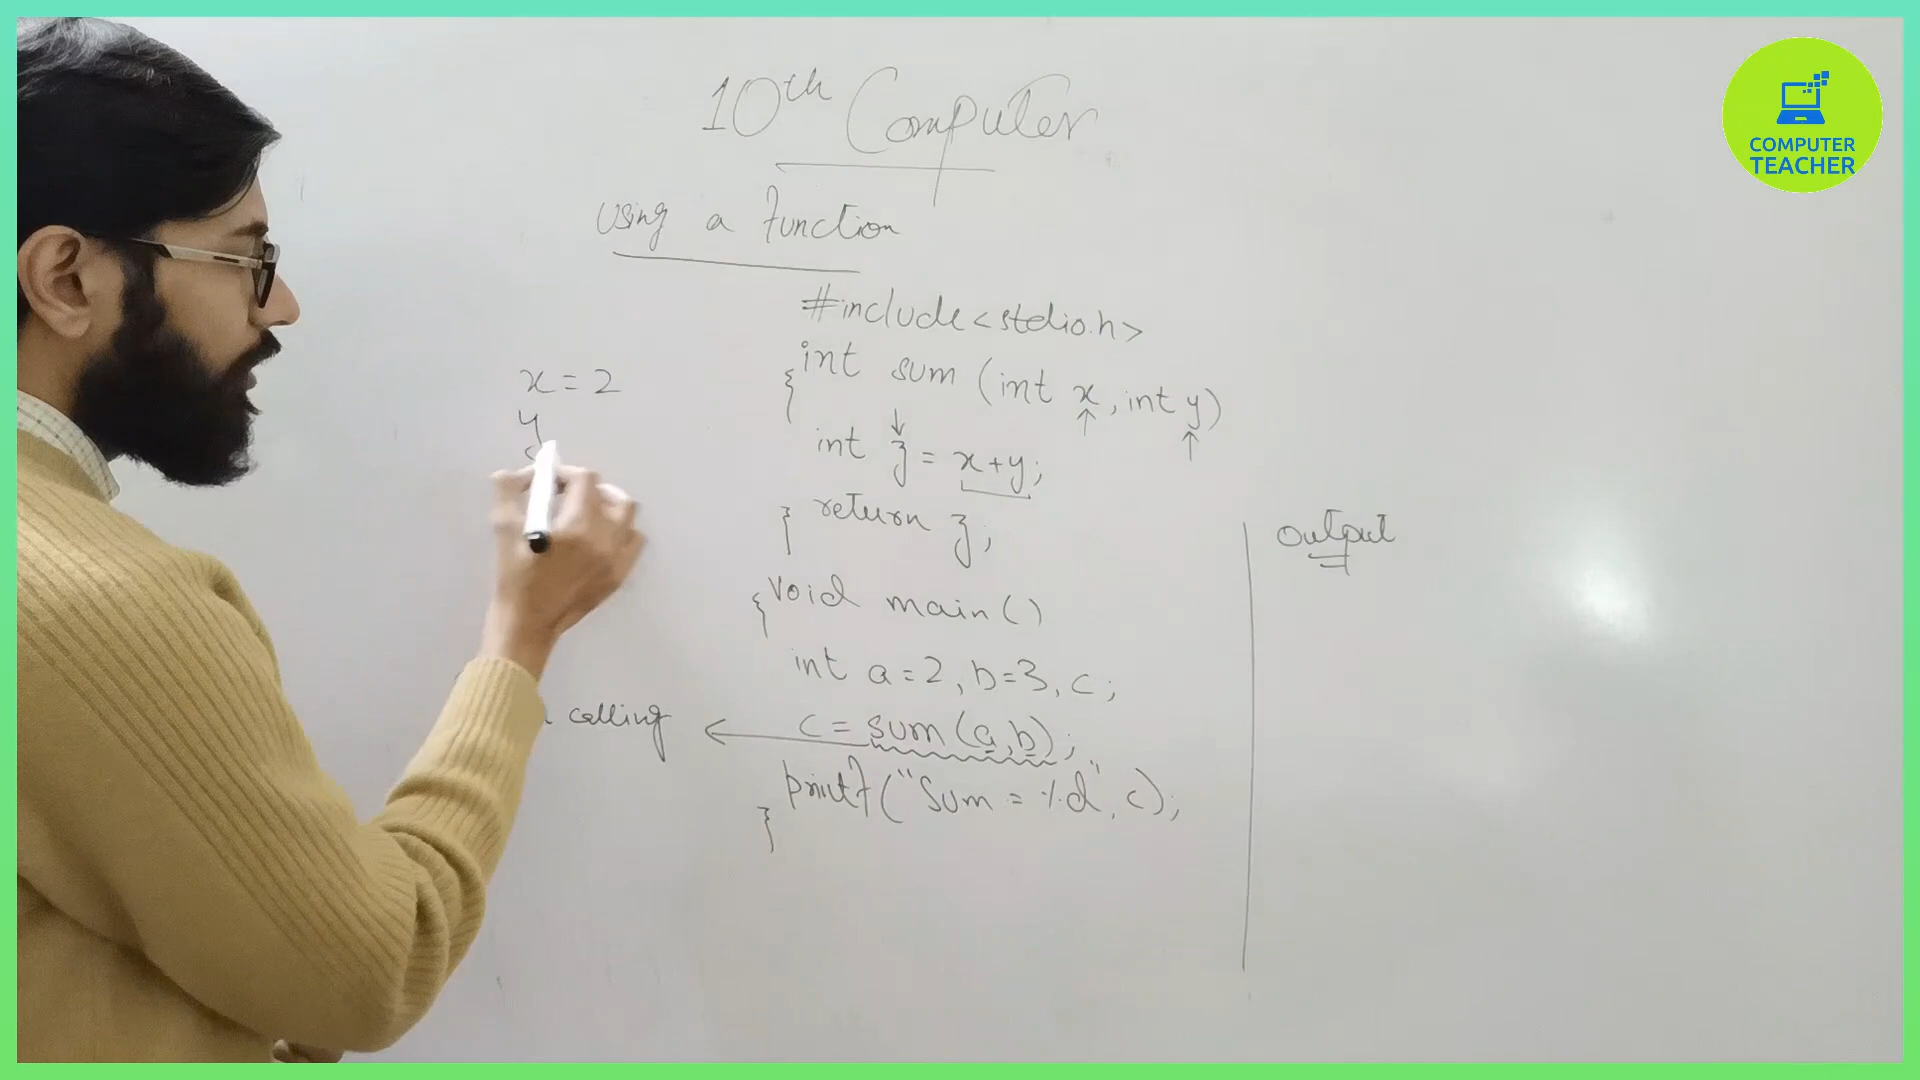 10th Computer
Using a function
#include<stdio.h>
{ int sum (int x, int y)
int z = x+y;
} return z;
{ void main()
int a=2, b=3, c;
c = sum(a,b);
printf("Sum = %d", c);
}
x = 2
y
calling
Output
COMPUTER
TEACHER